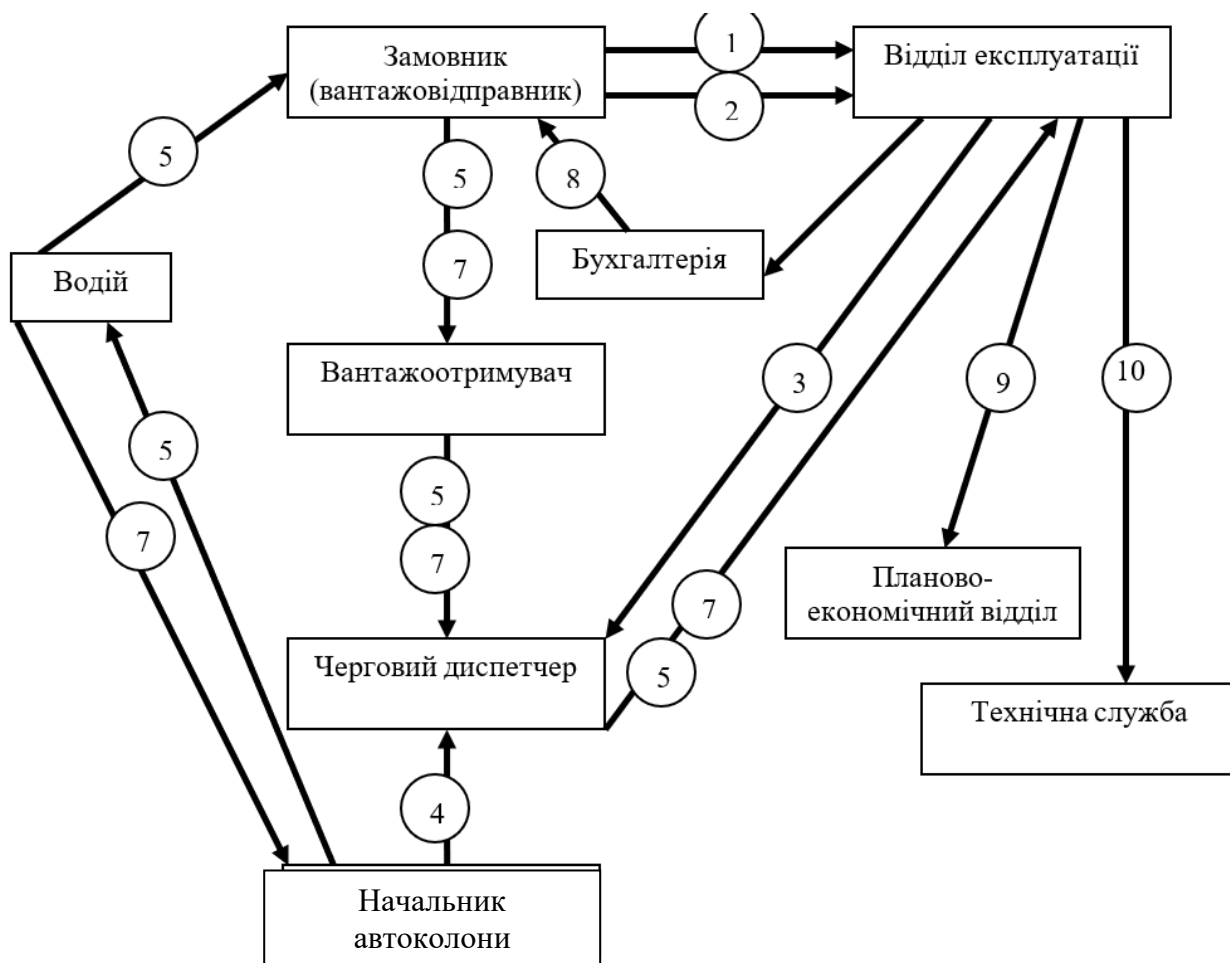 Замовник
(вантажовідправник)
1
2
Відділ експлуатації
5
5
8
7
Бухгалтерія
Водій
Вантажоотримувач
3
9
10
5
5
7
7
Планово-
економічний відділ
7
5
Черговий диспетчер
Технічна служба
4
Начальник
автоколони